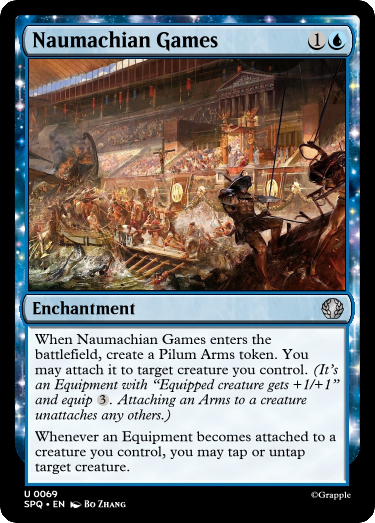 Naumachian Games 1
Enchantment
When Naumachian Games enters the
battlefield, create a Pilum Arms token. You
may attach it to target creature you control. (It's
an Equipment with “Equipped creature gets +1/+1”
and equip 3. Attaching an Arms to a creature
unattaches any others.)
Whenever an Equipment becomes attached to a
creature you control, you may tap or untap
target creature.
U 0069
©Grapple
SPQ • EN Bo Zhang